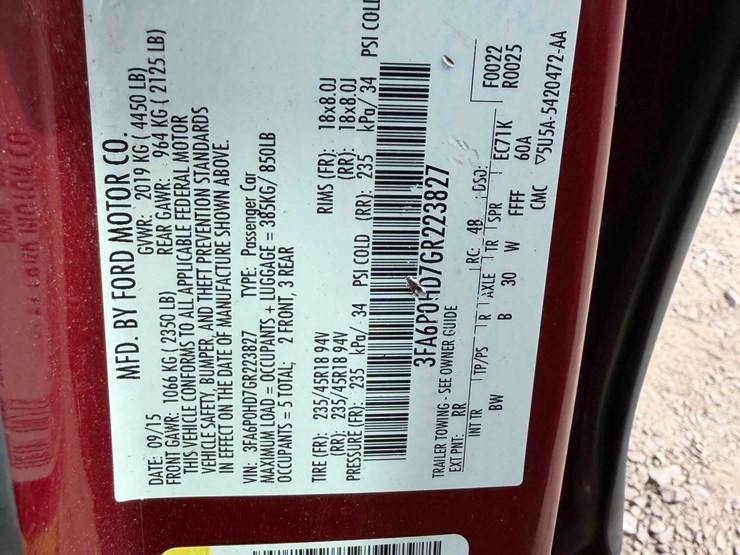 MFD. BY FORD MOTOR CO.
DATE: 09/15 GVWR: 2019 KG ( 4450 LB)
FRONT GAWR: 1066 KG ( 2350 LB) REAR GAWR: 964 KG ( 2125 LB)
THIS VEHICLE CONFORMS TO ALL APPLICABLE FEDERAL MOTOR
VEHICLE SAFETY, BUMPER, AND THEFT PREVENTION STANDARDS
IN EFFECT ON THE DATE OF MANUFACTURE SHOWN ABOVE.
VIN: 3FA6P0HD7GR223827 TYPE: Passenger Car
MAXIMUM LOAD = OCCUPANTS + LUGGAGE = 385KG/ 850LB
OCCUPANTS = 5 TOTAL; 2 FRONT, 3 REAR
TIRE (FR): 235/45R18 94V RIMS (FR): 18x8.0J
(RR): 235/45R18 94V (RR): 18x8.0J
PRESSURE (FR): 235 kPa/ 34 PSI COLD (RR): 235 kPa/ 34 PSI COLD
3FA6P0HD7GR223827
TRAILER TOWING - SEE OWNER GUIDE F0022
EXT PNT: RR RC: 48 DSO: R0025
INT TR TP/PS R AXLE TR SPR EC71K
BW B 30 W FFFF 60A
CMC ▽5U5A-5420472-AA